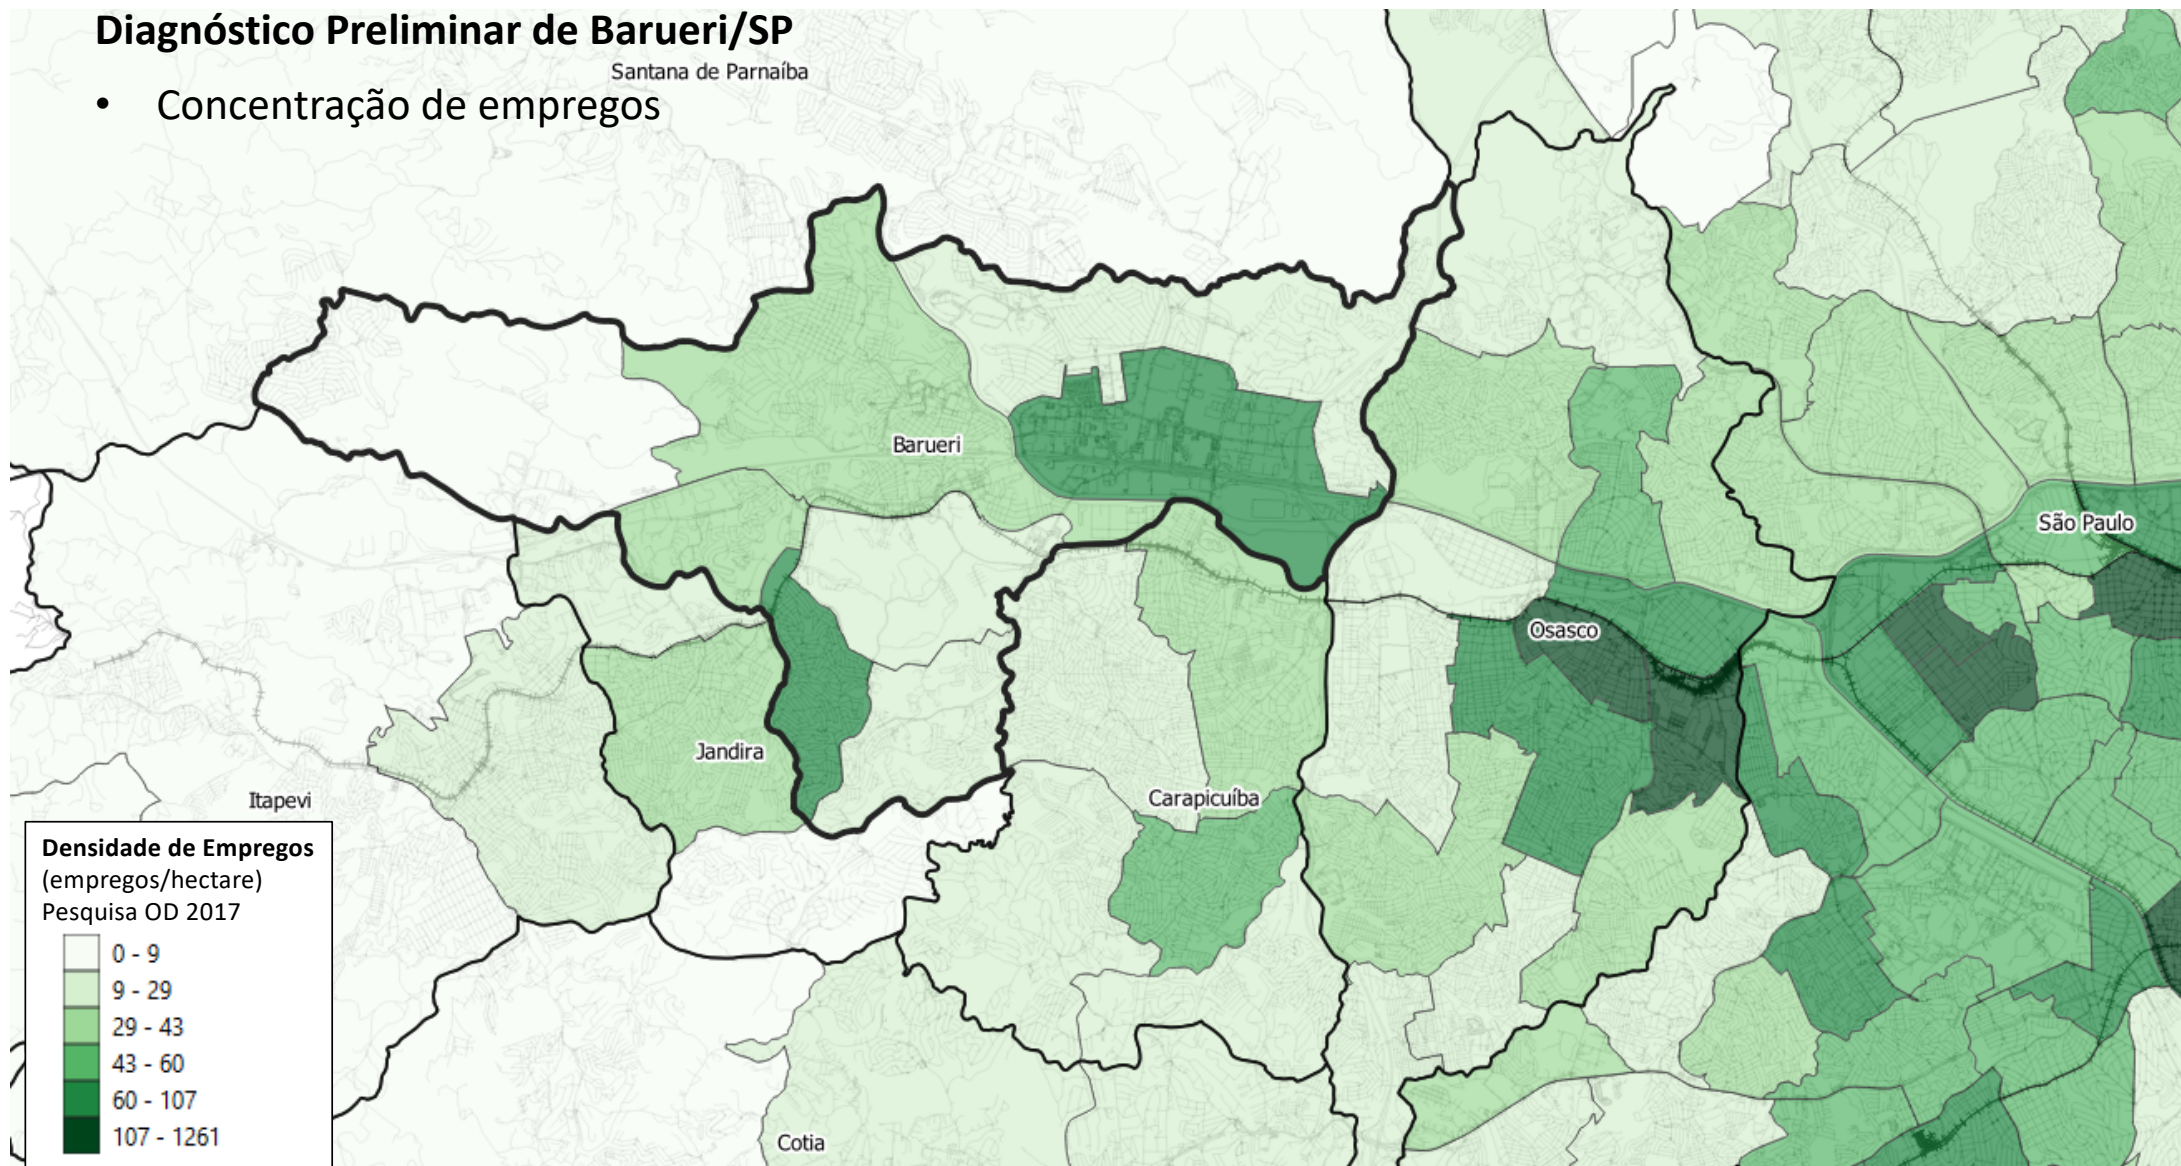 Diagnóstico Preliminar de Barueri/SP
Santana de Parnaíba
• Concentração de empregos
Barueri
São Paulo
Osasco
Jandira
Itapevi
Carapicuíba
Cotia
Densidade de Empregos
(empregos/hectare)
Pesquisa OD 2017
0 - 9
9 - 29
29 - 43
43 - 60
60 - 107
107 - 1261